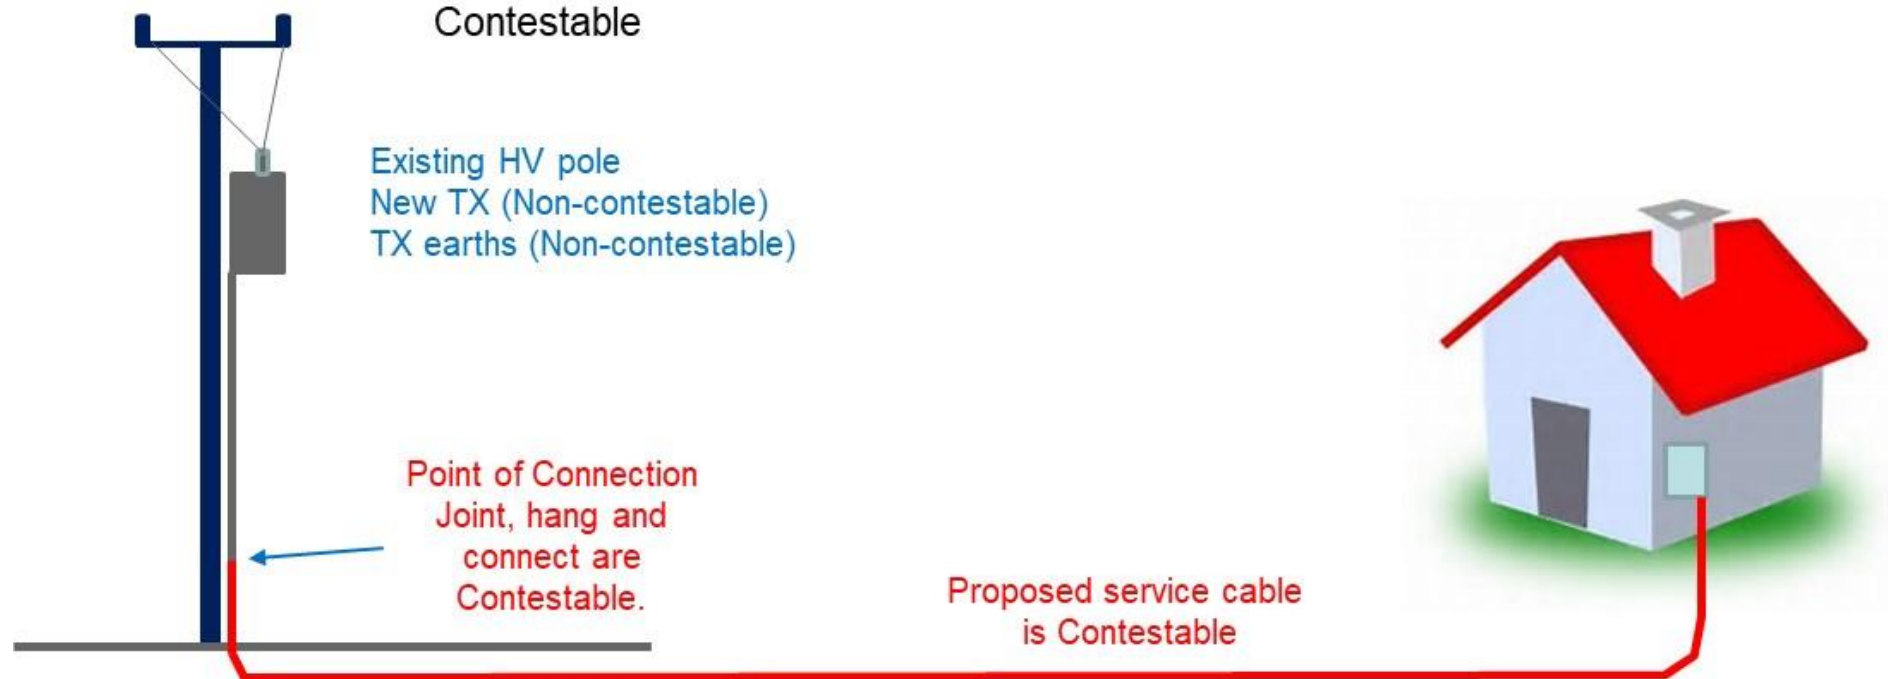 Contestable
Existing HV pole
New TX (Non-contestable)
TX earths (Non-contestable)
Point of Connection
Joint, hang and
connect are
Contestable.
Proposed service cable
is Contestable